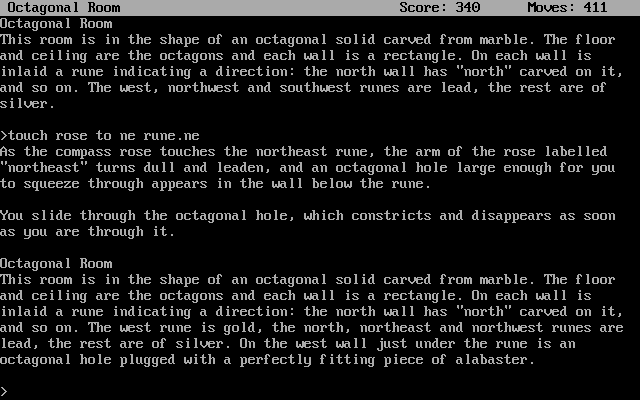 Octagonal Room Score: 340 Moves: 411
Octagonal Room
This room is in the shape of an octagonal solid carved from marble. The floor
and ceiling are the octagons and each wall is a rectangle. On each wall is
inlaid a rune indicating a direction: the north wall has "north" carved on it,
and so on. The west, northwest and southwest runes are lead, the rest are of
silver.
>touch rose to ne rune.ne
As the compass rose touches the northeast rune, the arm of the rose labelled
"northeast" turns dull and leaden, and an octagonal hole large enough for you
to squeeze through appears in the wall below the rune.
You slide through the octagonal hole, which constricts and disappears as soon
as you are through it.
Octagonal Room
This room is in the shape of an octagonal solid carved from marble. The floor
and ceiling are the octagons and each wall is a rectangle. On each wall is
inlaid a rune indicating a direction: the north wall has "north" carved on it,
and so on. The west rune is gold, the north, northeast and northwest runes are
lead, the rest are of silver. On the west wall just under the rune is an
octagonal hole plugged with a perfectly fitting piece of alabaster.
>